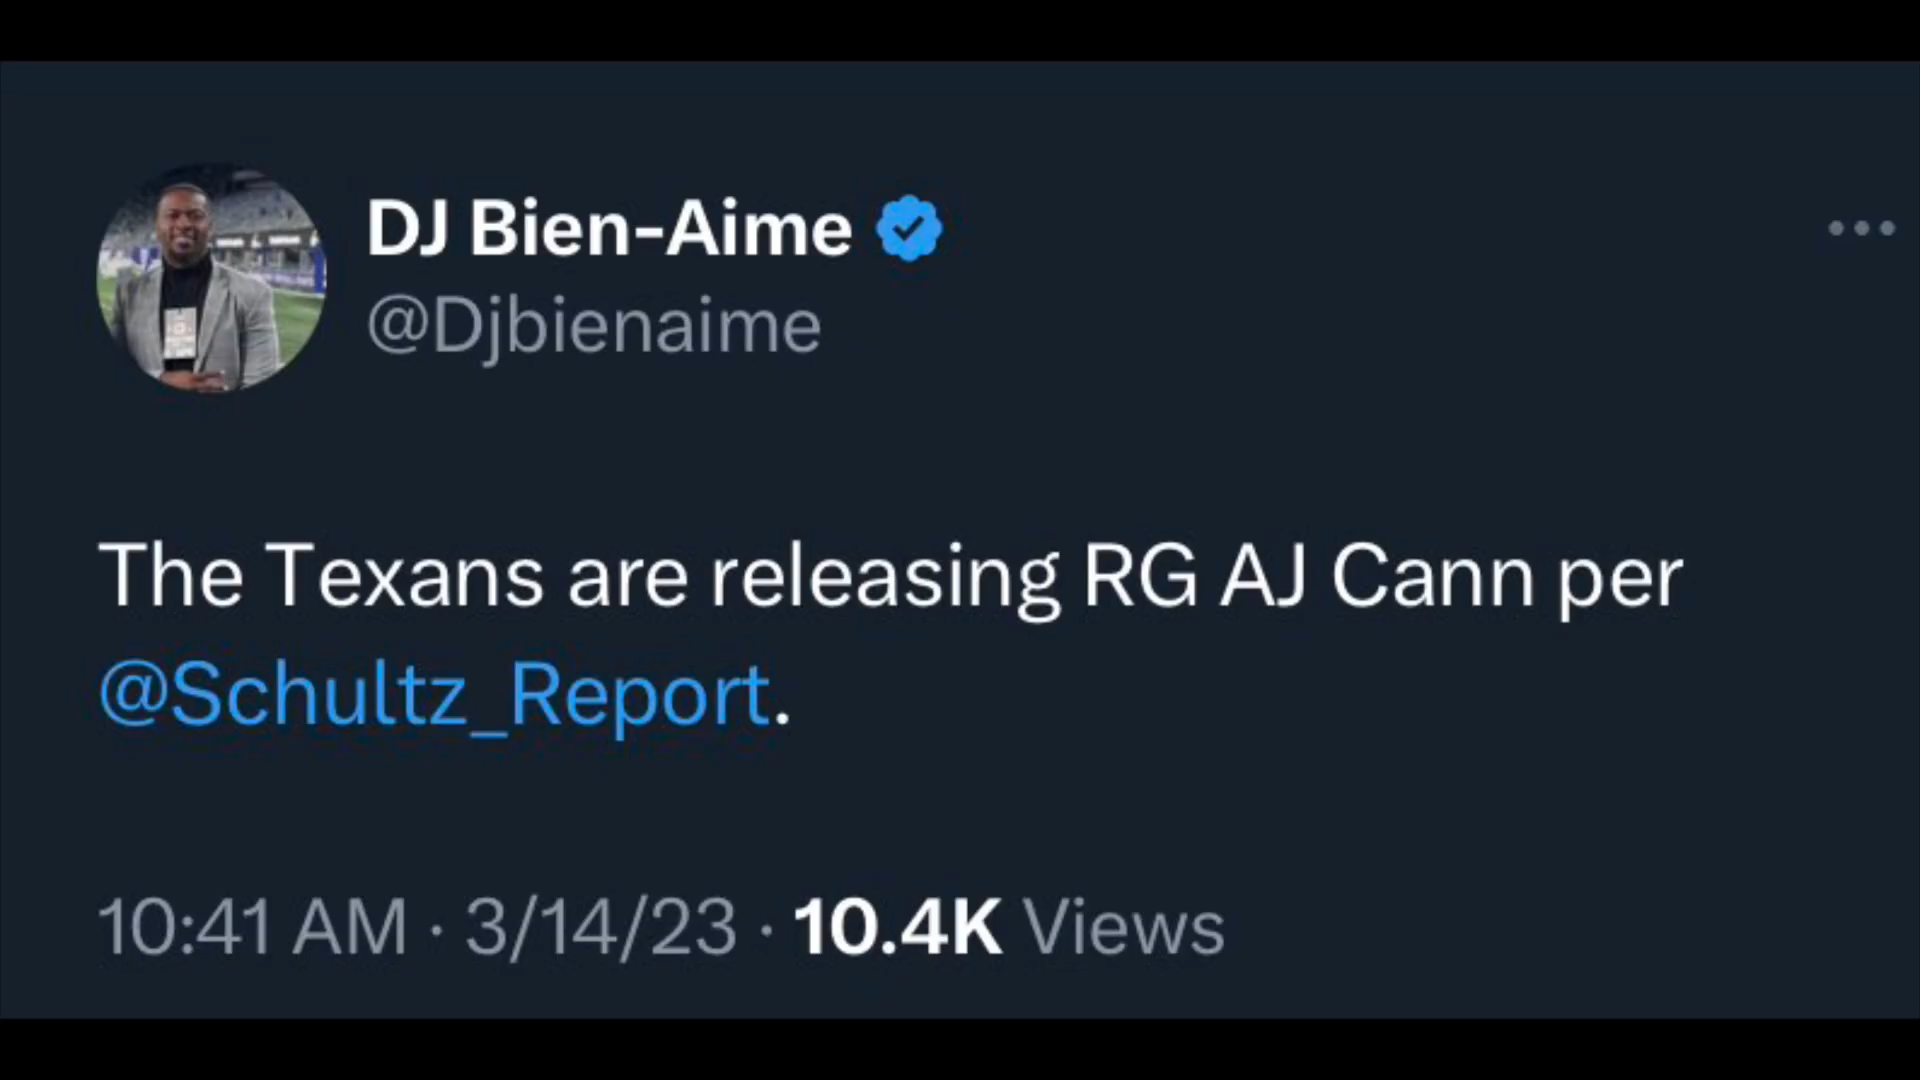 DJ Bien-Aime
@Djbienaime
The Texans are releasing RG AJ Cann per
@Schultz_Report.
10:41 AM · 3/14/23 · 10.4K Views